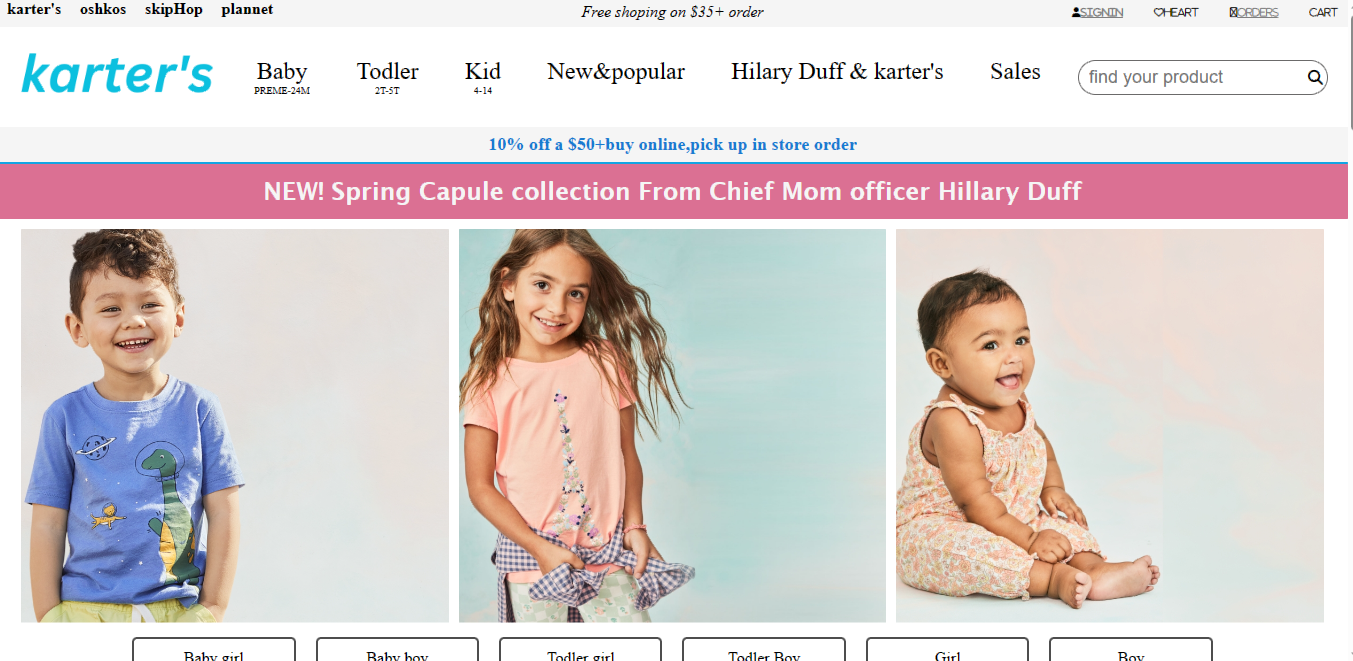 karter's oshkos skipHop plannet Free shoping on $35+ order SIGNIN HEART ORDERS CART
karter's Baby Todler Kid New&popular Hilary Duff & karter's Sales find your product
PREME-24M 2T-5T 4-14
10% off a $50+buy online,pick up in store order
NEW! Spring Capule collection From Chief Mom officer Hillary Duff
Baby girl Baby boy Todler girl Todler Boy Girl Boy